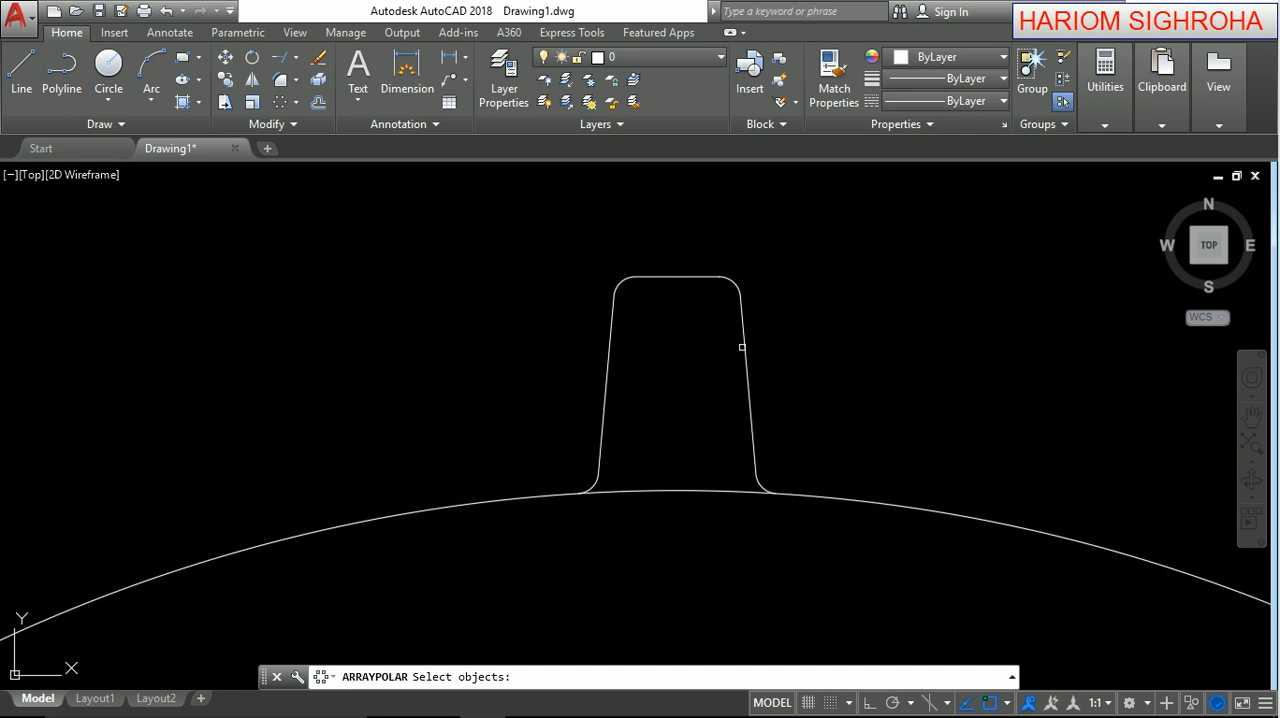 Autodesk AutoCAD 2018 Drawing1.dwg
Type a keyword or phrase
Sign In
HARIOM SIGHROHA
Home Insert Annotate Parametric View Manage Output Add-ins A360 Express Tools Featured Apps
Line Polyline Circle Arc
Text Dimension
Layer
Properties
0
Insert
Match
Properties
ByLayer
ByLayer
ByLayer
Group
Utilities
Clipboard
View
Draw Modify Annotation Layers Block Properties Groups
Start Drawing1*
[−][Top][2D Wireframe]
N
W TOP E
S
WCS
Y
X
ARRAYPOLAR Select objects:
Model Layout1 Layout2
MODEL 1:1